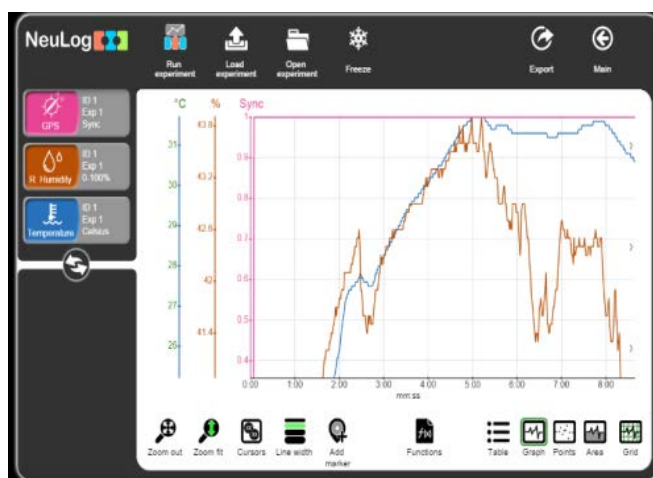 NeuLog
Run experiment
Load experiment
Open experiment
Freeze
Export
Main
GPS
ID 1
Exp 1
Sync
R Humidity
ID 1
Exp 1
0-100%
Temperature
ID 1
Exp 1
Celsius
°C
31
30
29
28
27
26
%
43.8
43.2
42.8
42
41.4
Sync
1
0.9
0.8
0.7
0.6
0.5
0.4
0:00 1:00 2:00 3:00 4:00 5:00 6:00 7:00 8:00
mm:ss
Zoom out
Zoom fit
Cursors
Line width
Add marker
f(x)
Functions
Table
Graph
Points
Area
Grid